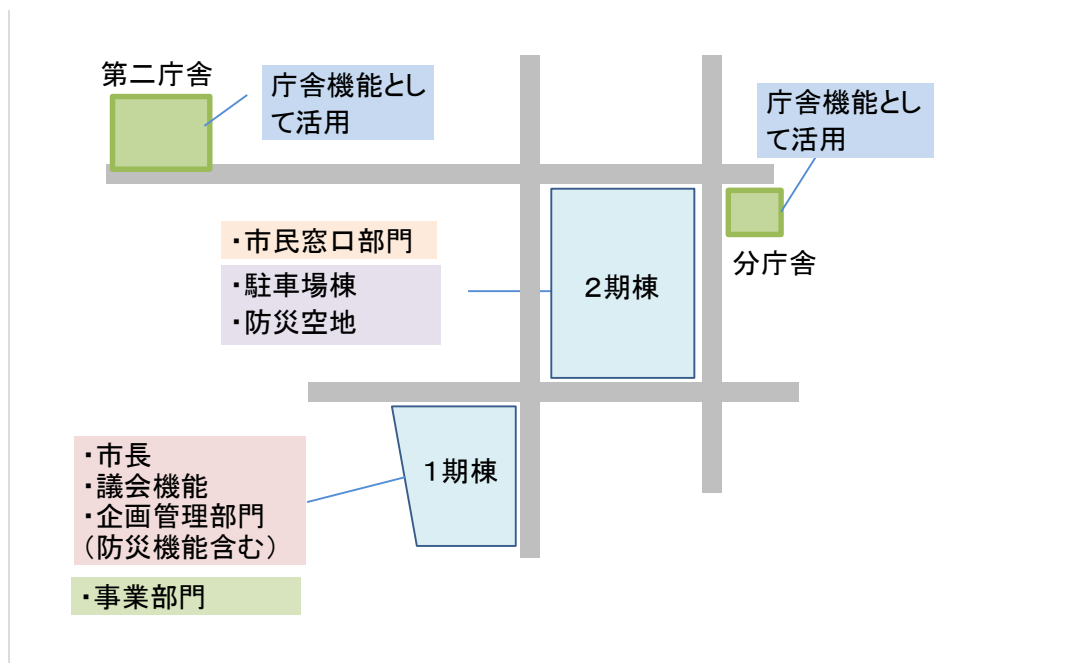 第二庁舎
庁舎機能とし
て活用
庁舎機能とし
て活用
分庁舎
・市民窓口部門
・駐車場棟
・防災空地
２期棟
・市長
・議会機能
・企画管理部門
（防災機能含む）
１期棟
・事業部門